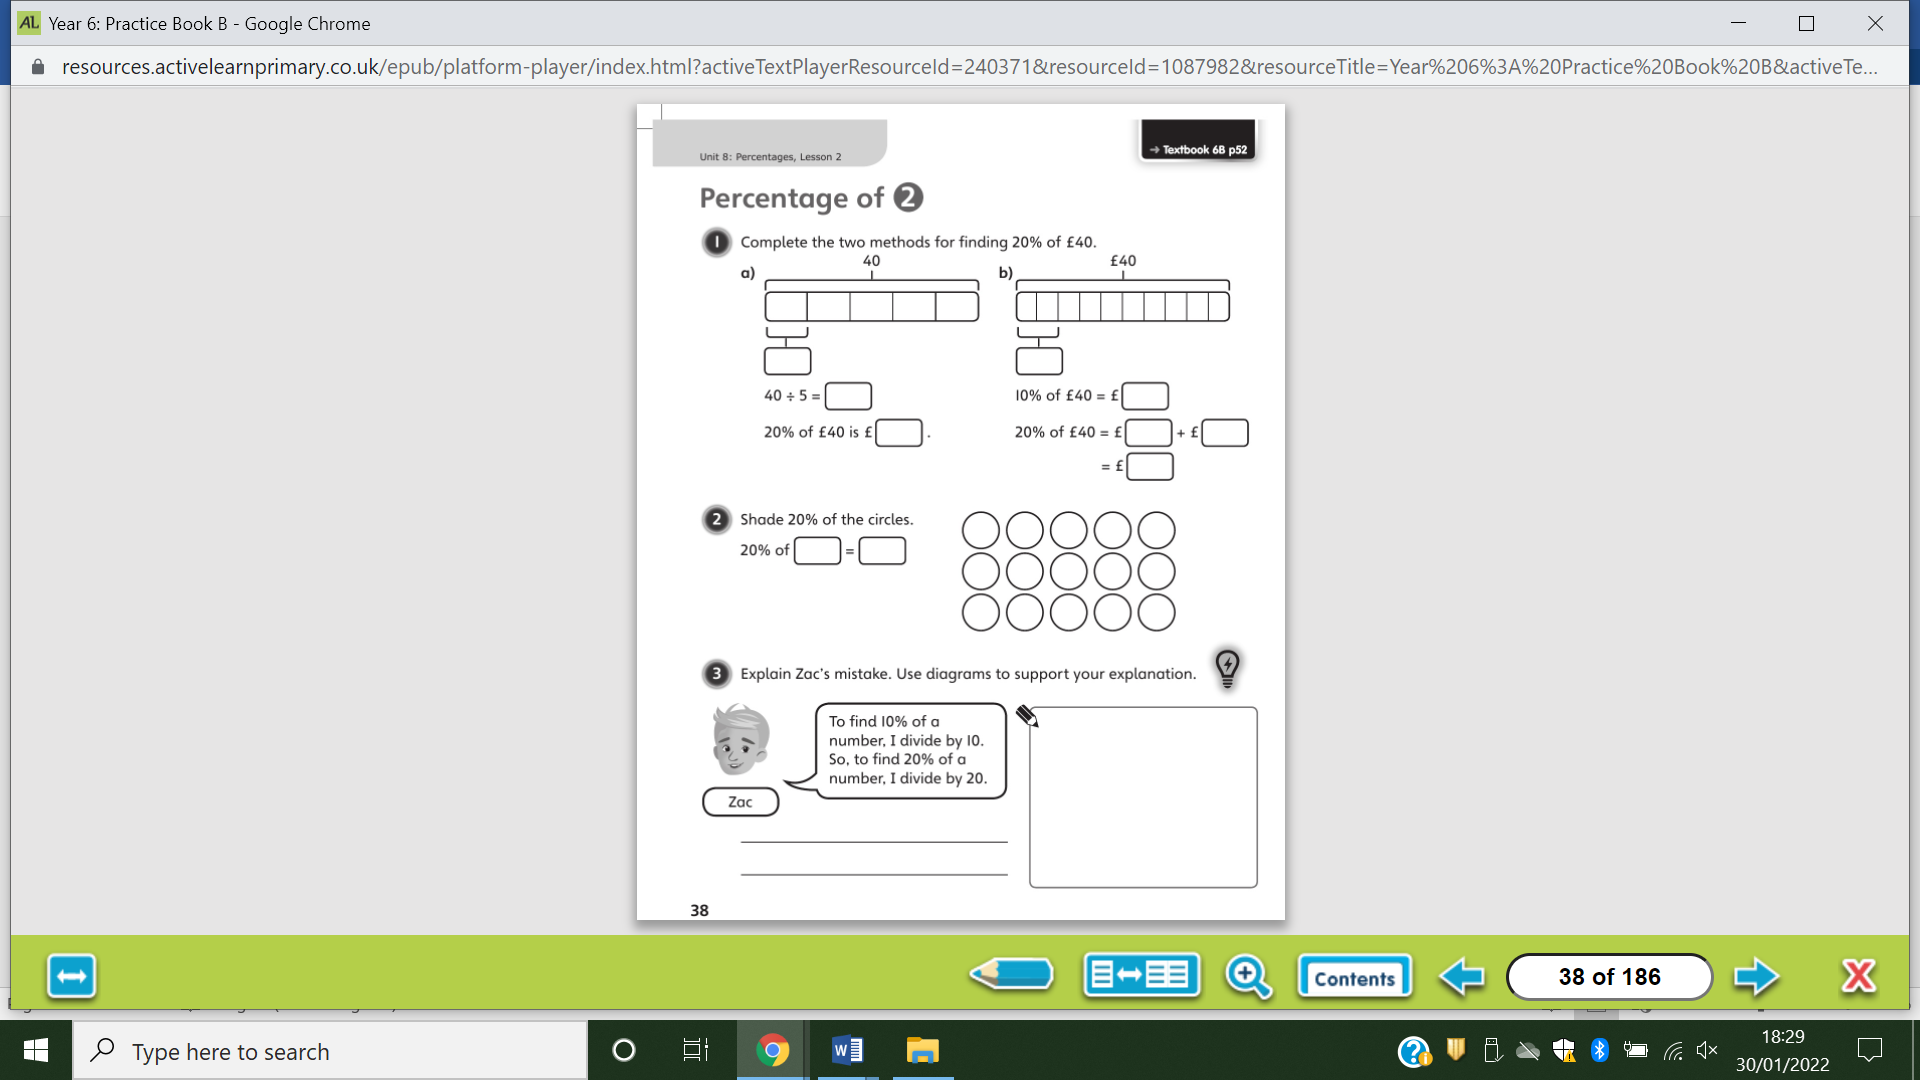 Year 6: Practice Book B - Google Chrome
resources.activelearnprimary.co.uk/epub/platform-player/index.html?activeTextPlayerResourceId=240371&resourceId=1087982&resourceTitle=Year%206%3A%20Practice%20Book%20B&activeTe...
Unit 8: Percentages, Lesson 2
→ Textbook 6B p52
Percentage of 2
1 Complete the two methods for finding 20% of £40.
a) 40
b) £40
40 ÷ 5 =
20% of £40 is £ .
10% of £40 = £
20% of £40 = £ + £
= £
2 Shade 20% of the circles.
20% of =
3 Explain Zac's mistake. Use diagrams to support your explanation.
To find 10% of a
number, I divide by 10.
So, to find 20% of a
number, I divide by 20.
Zac
38
Contents
38 of 186
Type here to search
18:29
30/01/2022